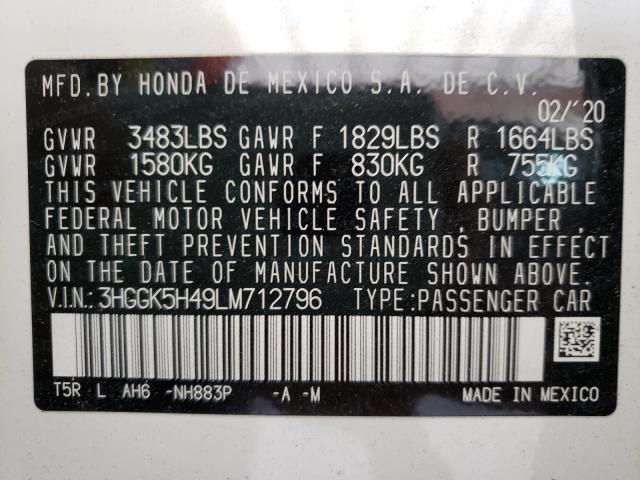 MFD.BY HONDA DE MEXICO S.A. DE C.V.
02/'20
GVWR 3483LBS GAWR F 1829LBS R 1664LBS
GVWR 1580KG GAWR F 830KG R 755KG
THIS VEHICLE CONFORMS TO ALL APPLICABLE
FEDERAL MOTOR VEHICLE SAFETY , BUMPER ,
AND THEFT PREVENTION STANDARDS IN EFFECT
ON THE DATE OF MANUFACTURE SHOWN ABOVE.
V.I.N.: 3HGGK5H49LM712796 TYPE:PASSENGER CAR
T5R L AH6 -NH883P -A -M MADE IN MEXICO